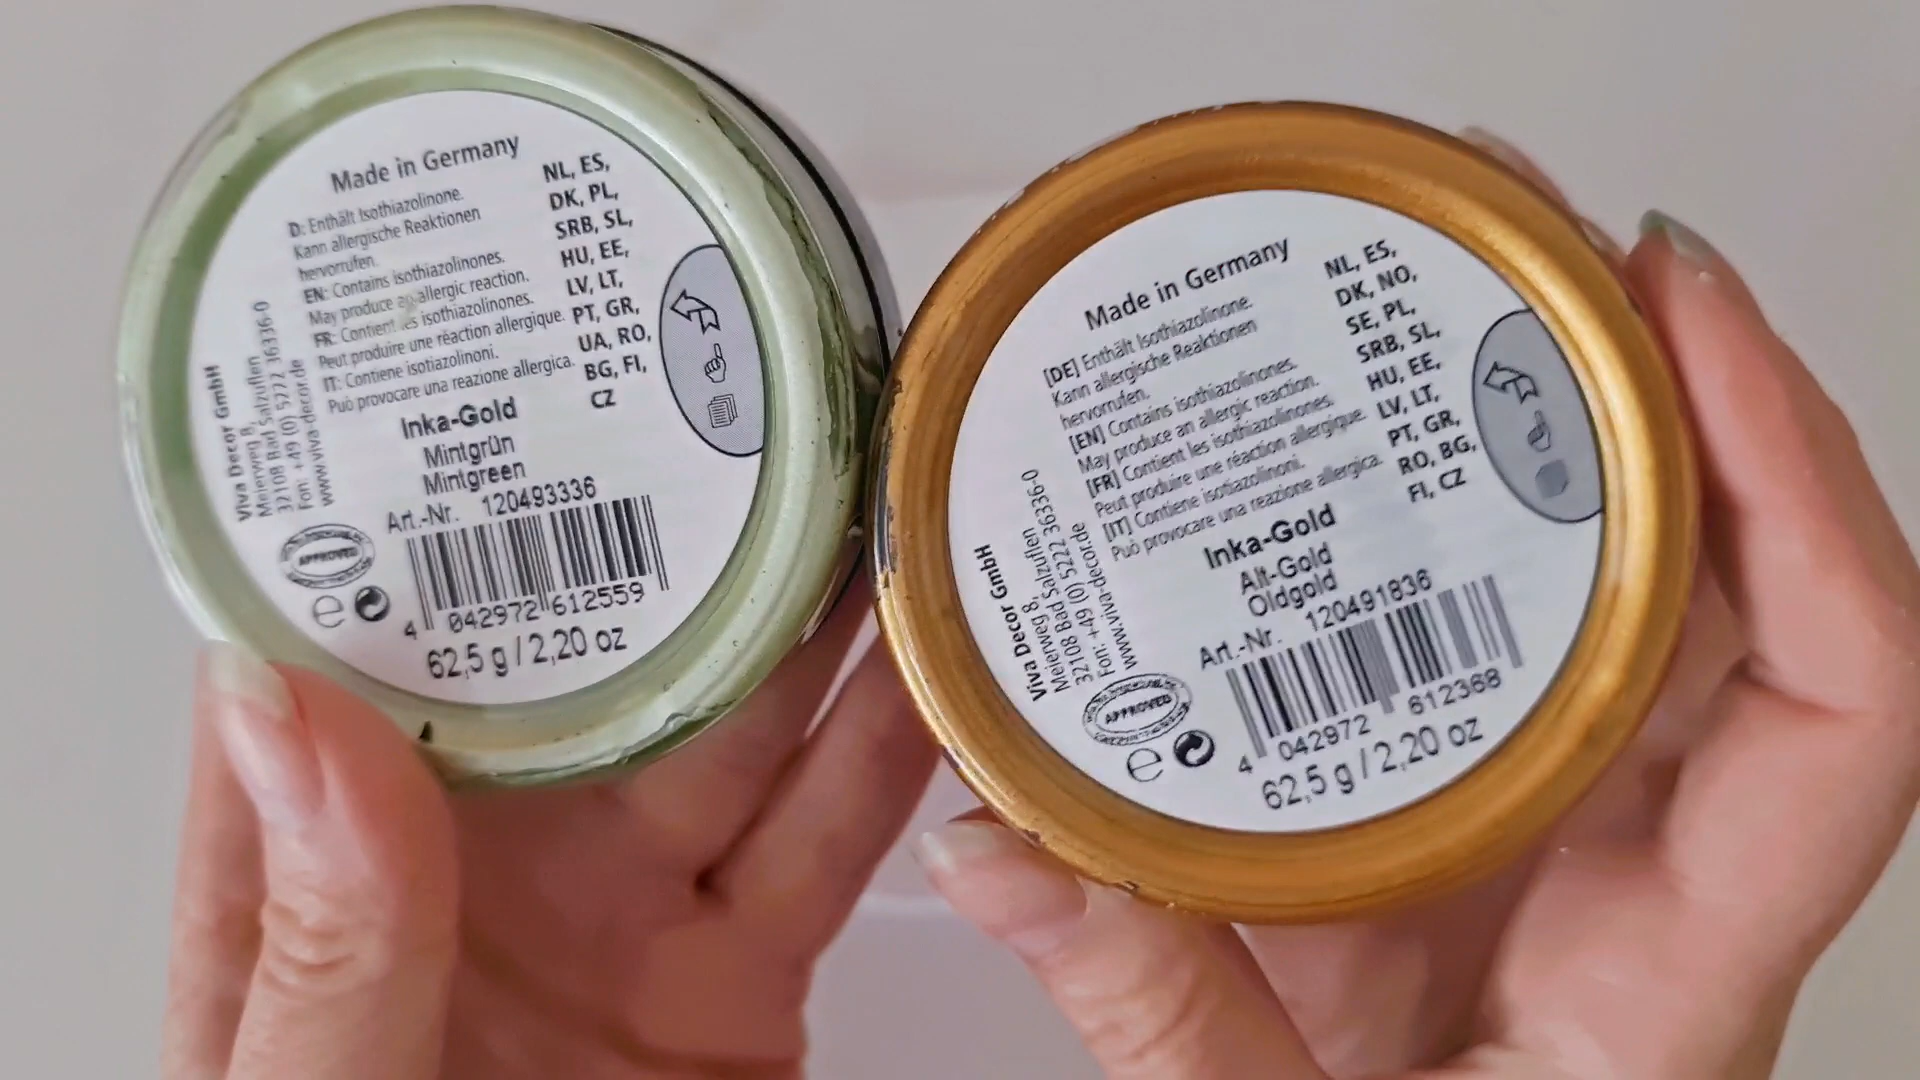 Made in Germany
D: Enthält Isothiazolinone.
Kann allergische Reaktionen
hervorrufen.
EN: Contains isothiazolinones.
May produce an allergic reaction.
FR: Contient les isothiazolinones.
Peut produire une réaction allergique.
IT: Contiene isotiazolinoni.
Può provocare una reazione allergica.
NL, ES,
DK, PL,
SRB, SL,
HU, EE,
LV, LT,
PT, GR,
UA, RO,
BG, FI,
CZ
Viva Decor GmbH
Meierweg 8,
32108 Bad Salzuflen
Fon: +49 (0) 5222 36336-0
www.viva-decor.de
Inka-Gold
Mintgrün
Mintgreen
Art.-Nr. 120493336
APPROVED
4 042972 612559
62,5 g / 2,20 oz
Made in Germany
[DE] Enthält Isothiazolinone.
Kann allergische Reaktionen
hervorrufen.
[EN] Contains isothiazolinones.
May produce an allergic reaction.
[FR] Contient les isothiazolinones.
Peut produire une réaction allergique.
[IT] Contiene isotiazolinoni.
Può provocare una reazione allergica.
NL, ES,
DK, NO,
SE, PL,
SRB, SL,
HU, EE,
LV, LT,
PT, GR,
RO, BG,
FI, CZ
Viva Decor GmbH
Meierweg 8,
32108 Bad Salzuflen
Fon: +49 (0) 5222 36336-0
www.viva-decor.de
Inka-Gold
Alt-Gold
Oldgold
Art.-Nr. 120491836
APPROVED
4 042972 612368
62,5 g / 2,20 oz